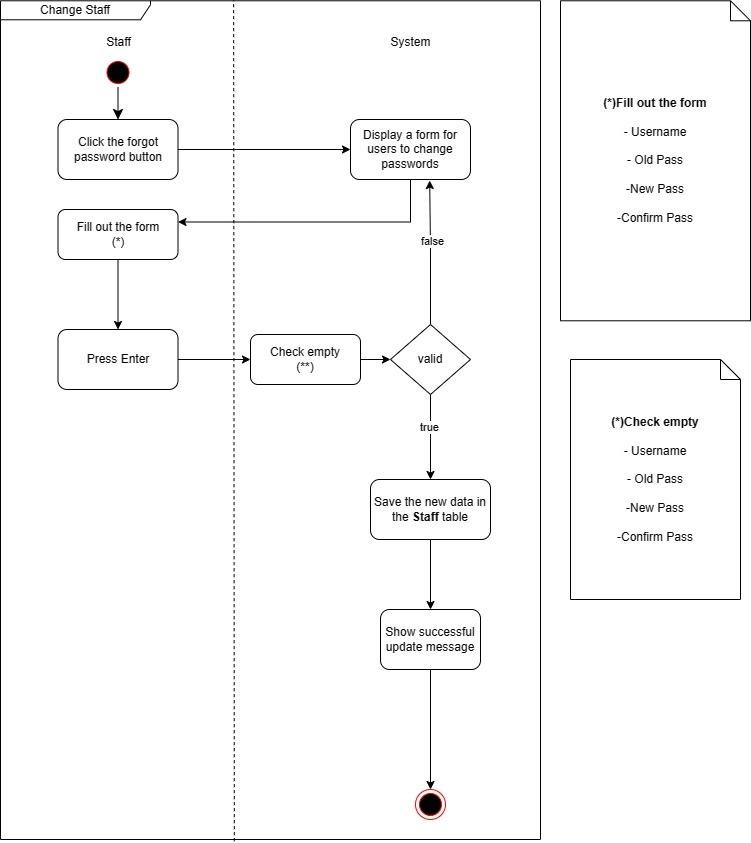 Change Staff
Staff
System
Click the forgot
password button
Display a form for
users to change
passwords
Fill out the form
(*)
false
Press Enter
Check empty
(**)
valid
true
Save the new data in
the Staff table
Show successful
update message
(*)Fill out the form
- Username
- Old Pass
-New Pass
-Confirm Pass
(*)Check empty
- Username
- Old Pass
-New Pass
-Confirm Pass